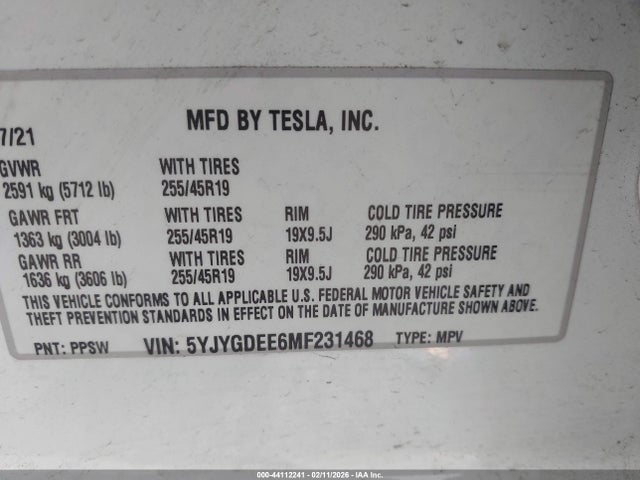 MFD BY TESLA, INC.
7/21
GVWR WITH TIRES
2591 kg (5712 lb) 255/45R19
GAWR FRT WITH TIRES RIM COLD TIRE PRESSURE
1363 kg (3004 lb) 255/45R19 19X9.5J 290 kPa, 42 psi
GAWR RR WITH TIRES RIM COLD TIRE PRESSURE
1636 kg (3606 lb) 255/45R19 19X9.5J 290 kPa, 42 psi
THIS VEHICLE CONFORMS TO ALL APPLICABLE U.S. FEDERAL MOTOR VEHICLE SAFETY AND
THEFT PREVENTION STANDARDS IN EFFECT ON THE DATE OF MANUFACTURE SHOWN ABOVE.
PNT: PPSW VIN: 5YJYGDEE6MF231468 TYPE: MPV
000-44112241 - 02/11/2026 - IAA Inc.